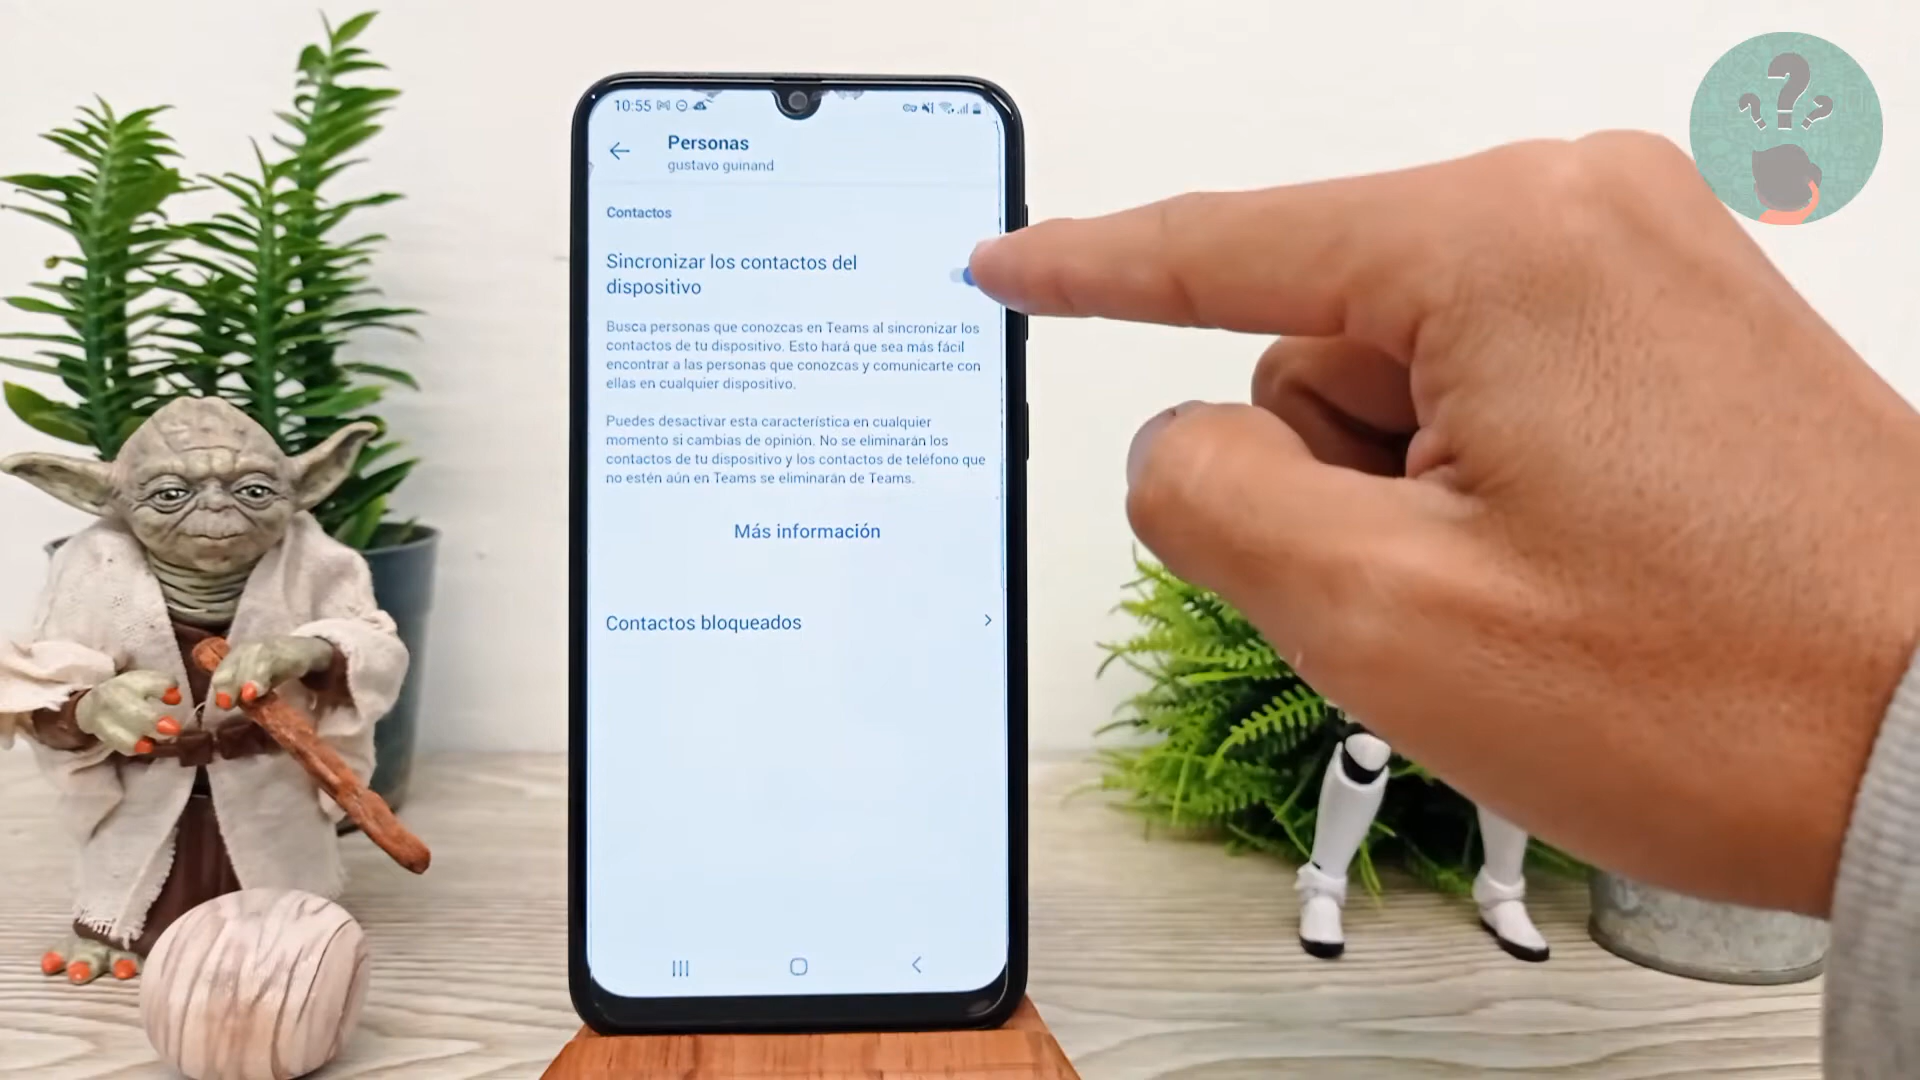 10:55
Personas
gustavo guinand
Contactos
Sincronizar los contactos del
dispositivo
Busca personas que conozcas en Teams al sincronizar los
contactos de tu dispositivo. Esto hará que sea más fácil
encontrar a las personas que conozcas y comunicarte con
ellas en cualquier dispositivo.
Puedes desactivar esta característica en cualquier
momento si cambias de opinión. No se eliminarán los
contactos de tu dispositivo y los contactos de teléfono que
no estén aún en Teams se eliminarán de Teams.
Más información
Contactos bloqueados
???